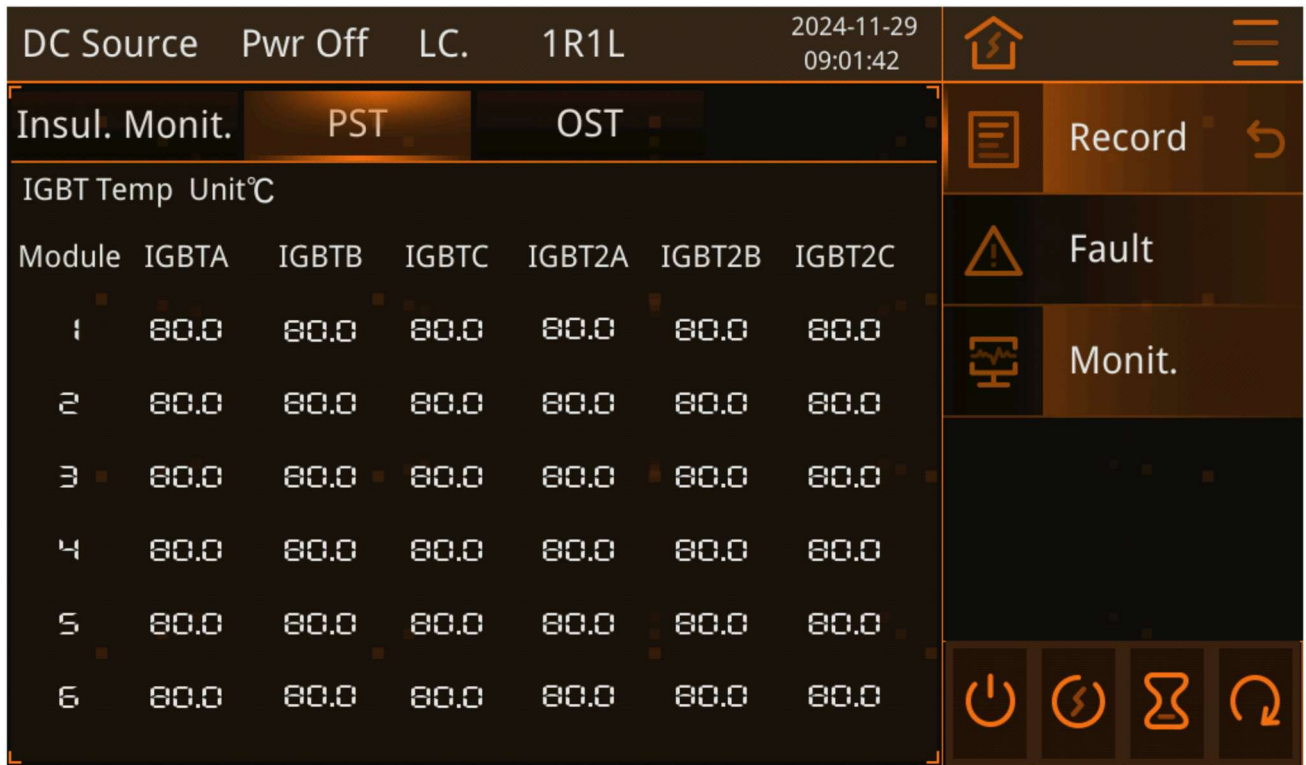 DC Source Pwr Off LC. 1R1L 2024-11-29
09:01:42
Insul. Monit. PST OST
Record
IGBT Temp Unit℃
Fault
Module IGBTA IGBTB IGBTC IGBT2A IGBT2B IGBT2C
1 80.0 80.0 80.0 80.0 80.0 80.0
Monit.
2 80.0 80.0 80.0 80.0 80.0 80.0
3 80.0 80.0 80.0 80.0 80.0 80.0
4 80.0 80.0 80.0 80.0 80.0 80.0
5 80.0 80.0 80.0 80.0 80.0 80.0
6 80.0 80.0 80.0 80.0 80.0 80.0